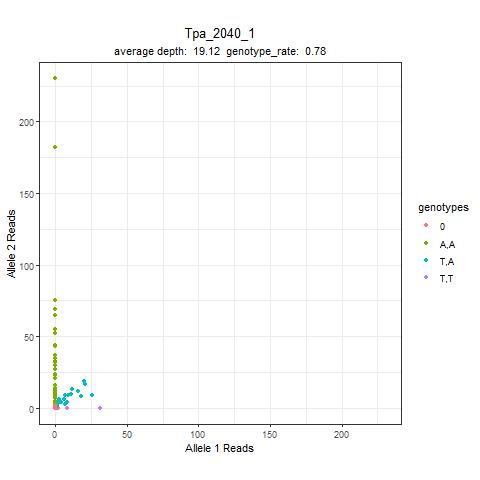 Tpa_2040_1
average depth: 19.12 genotype_rate: 0.78
Allele 2 Reads
200
150
100
50
0
0
50
100
150
200
Allele 1 Reads
genotypes
0
A,A
T,A
T,T